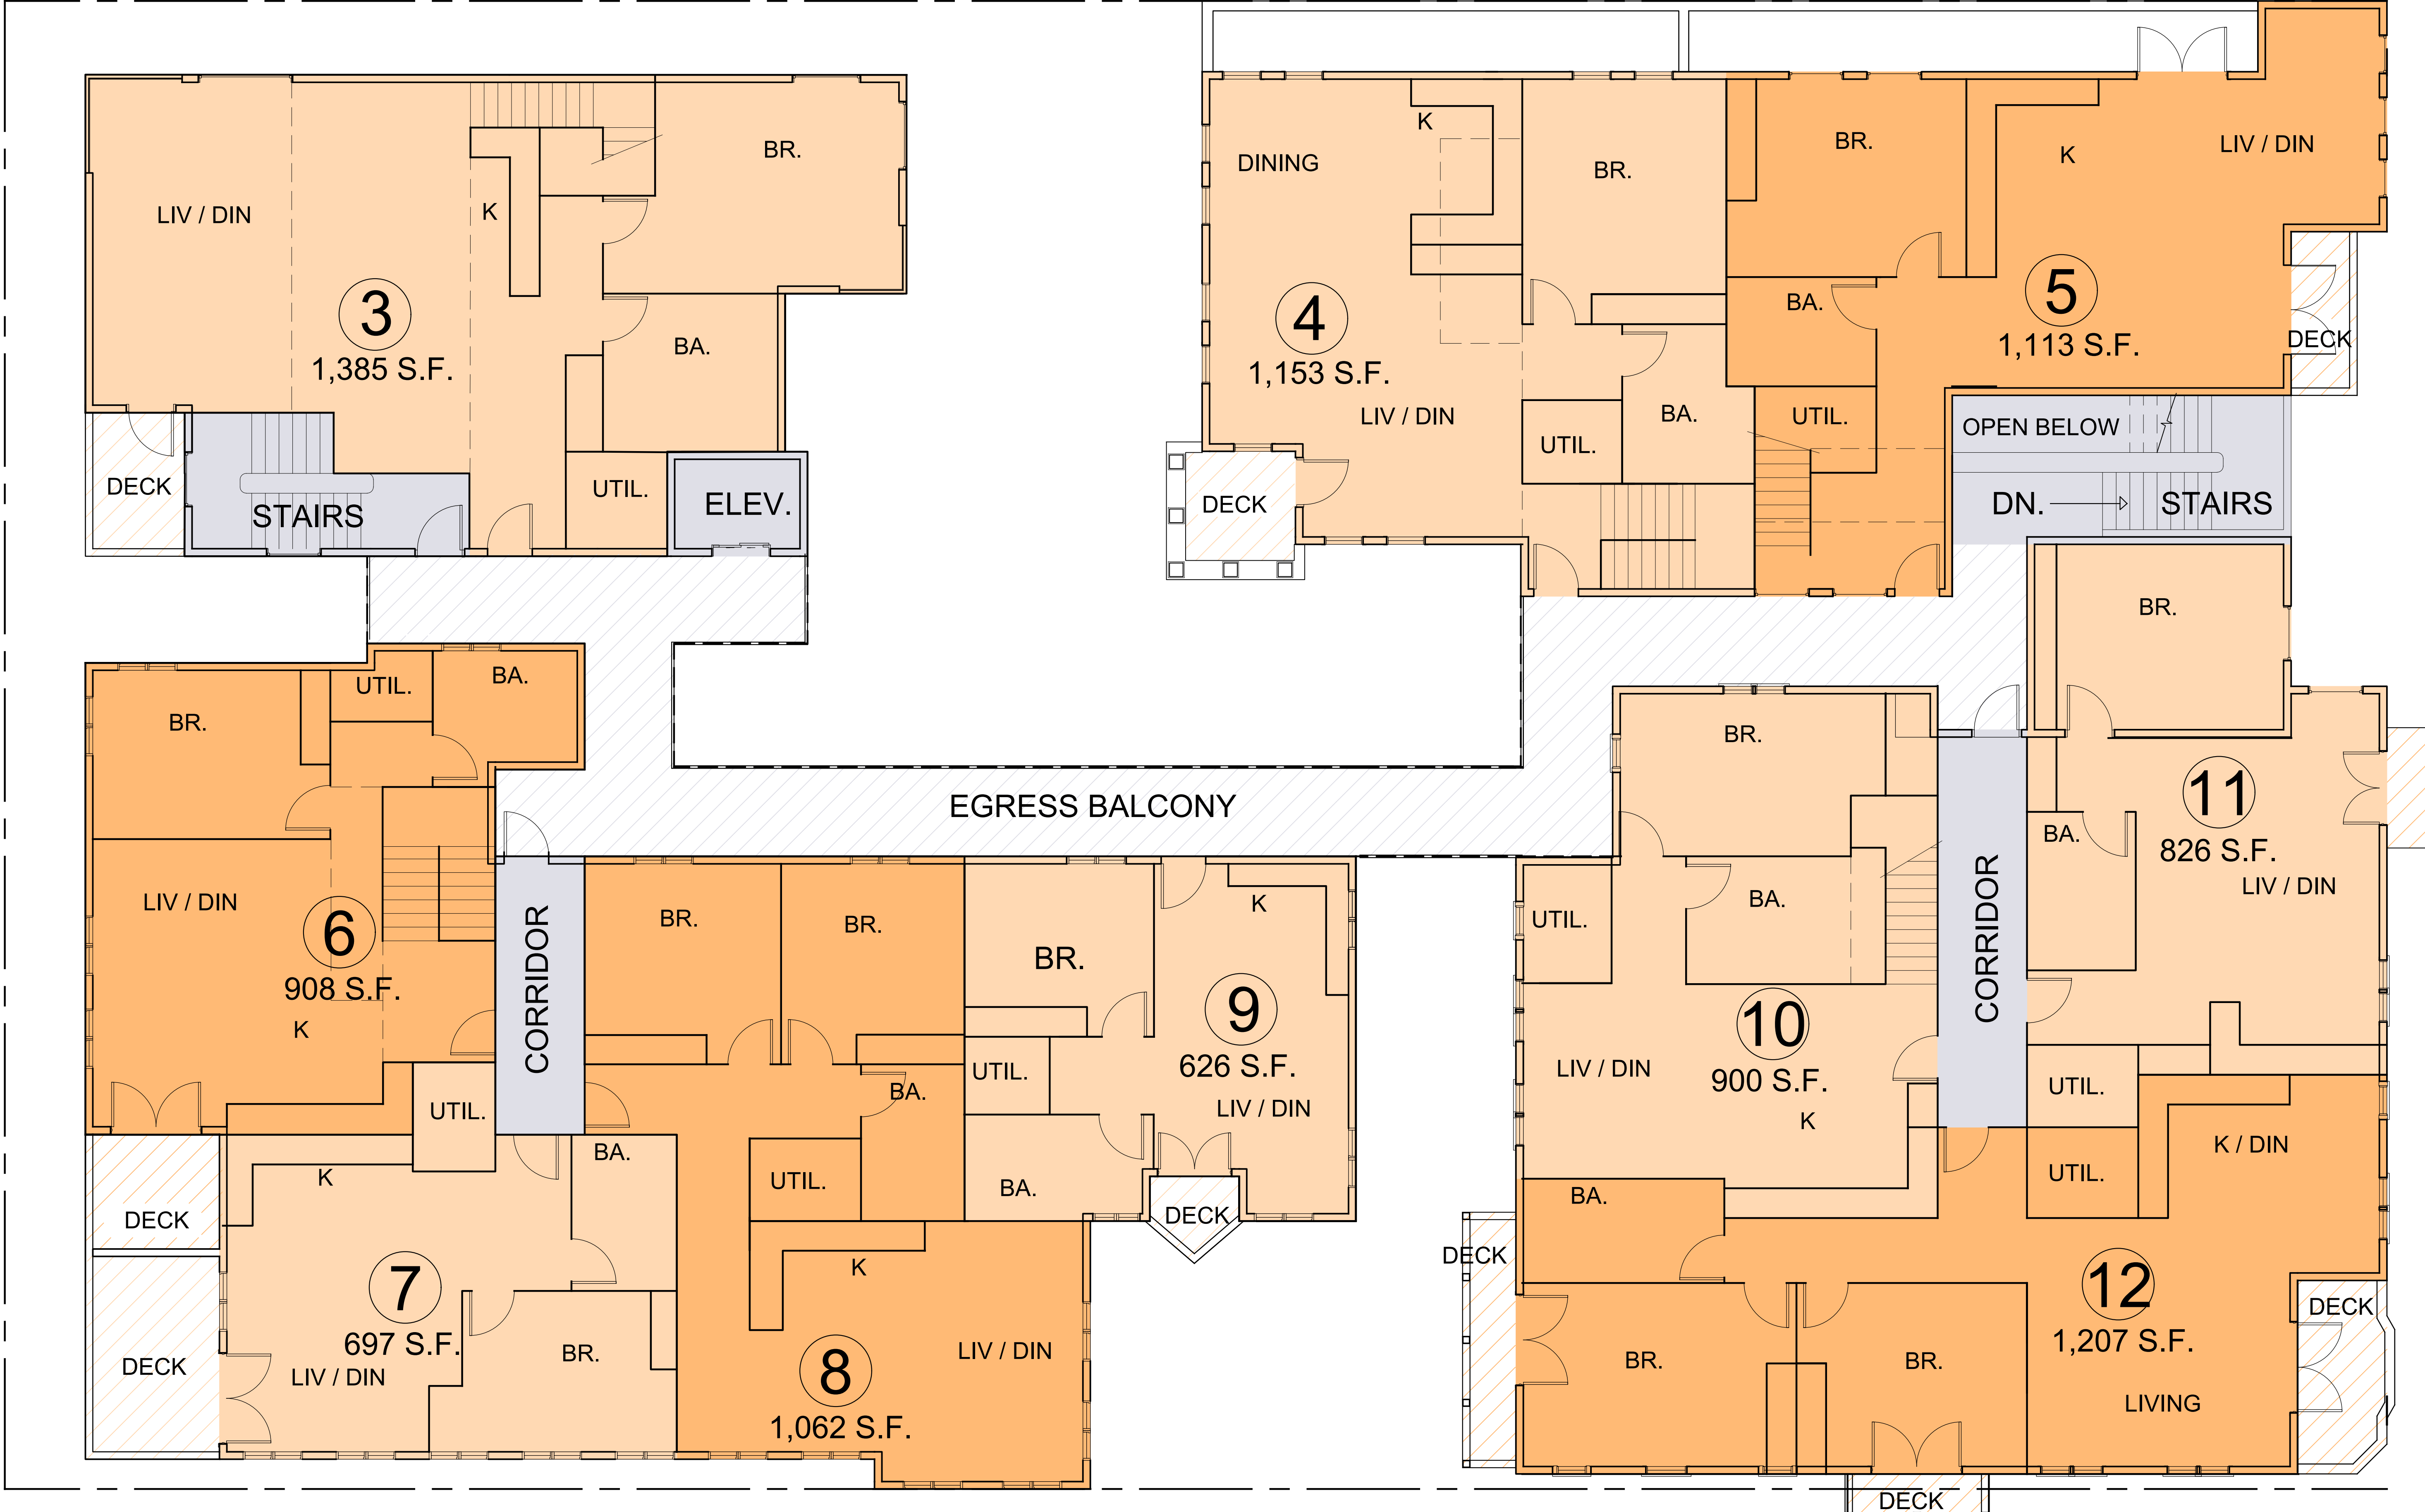 LIV / DIN
K
BR.
3
1,385 S.F.
BA.
DECK
STAIRS
UTIL.
ELEV.
DINING
K
BR.
4
1,153 S.F.
LIV / DIN
BA.
UTIL.
DECK
BR.
K
LIV / DIN
BA.
5
1,113 S.F.
DECK
UTIL.
OPEN BELOW
DN.
STAIRS
BR.
UTIL.
BA.
LIV / DIN
6
908 S.F.
K
CORRIDOR
EGRESS BALCONY
UTIL.
DECK
DECK
K
BA.
7
697 S.F.
LIV / DIN
BR.
BR.
BR.
BA.
UTIL.
K
8
1,062 S.F.
LIV / DIN
BR.
K
9
626 S.F.
UTIL.
LIV / DIN
BA.
DECK
BR.
BA.
UTIL.
10
900 S.F.
LIV / DIN
K
CORRIDOR
BR.
11
826 S.F.
BA.
LIV / DIN
UTIL.
UTIL.
K / DIN
BA.
DECK
12
1,207 S.F.
DECK
BR.
BR.
LIVING
DECK